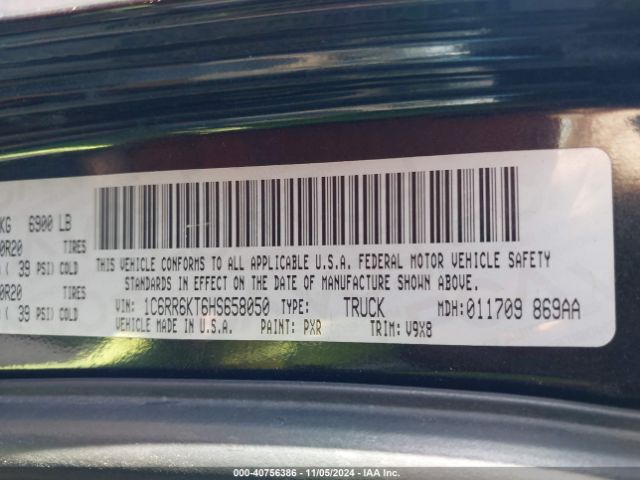 KG 6900 LB
0R20 TIRES
( 39 PSI) COLD
0R20 TIRES
( 39 PSI) COLD
THIS VEHICLE CONFORMS TO ALL APPLICABLE U.S.A. FEDERAL MOTOR VEHICLE SAFETY
STANDARDS IN EFFECT ON THE DATE OF MANUFACTURE SHOWN ABOVE.
VIN: 1C6RR6KT6HS658050 TYPE: TRUCK MDH: 011709 869AA
VEHICLE MADE IN U.S.A. PAINT: PXR TRIM: V9X8
000-40756386 - 11/05/2024 - IAA Inc.